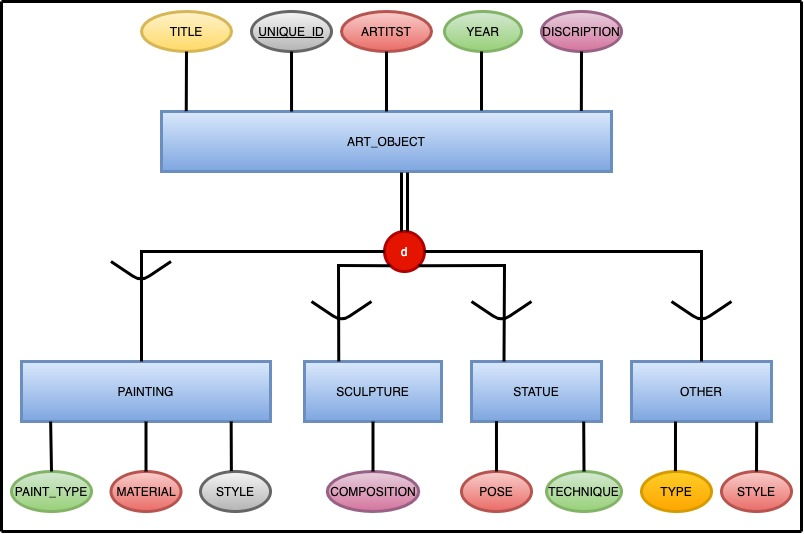 TITLE
UNIQUE_ID
ARTITST
YEAR
DISCRIPTION
ART_OBJECT
d
PAINTING
SCULPTURE
STATUE
OTHER
PAINT_TYPE
MATERIAL
STYLE
COMPOSITION
POSE
TECHNIQUE
TYPE
STYLE